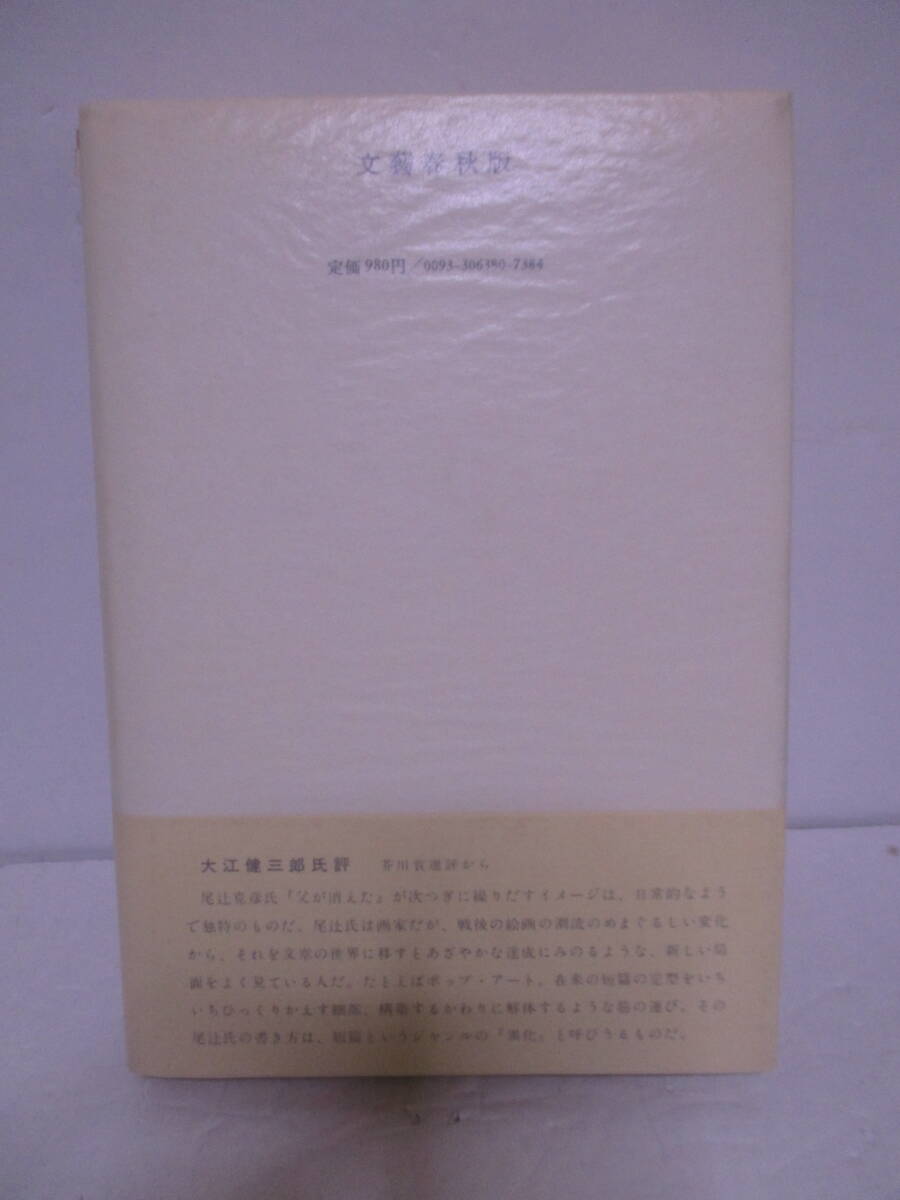 文藝春秋版
定価 980円/0093-306380-7384
大江健三郎氏評 芥川賞選評から
尾辻克彦氏『父が消えた』が次つぎに繰りだすイメージは、日常的なよう
で独特のものだ。尾辻氏は画家だが、戦後の絵画の潮流のめまぐるしい変化
から、それを文章の世界に移すとあざやかな達成にみのるような、新しい局
面をよく見ている人だ。たとえばポップ・アート。在来の短篇の定型をいち
いちひっくりかえす細部、構築するかわりに解体するような筋の運び。その
尾辻氏の書き方は、短篇というジャンルの『異化』と呼びうるものだ。